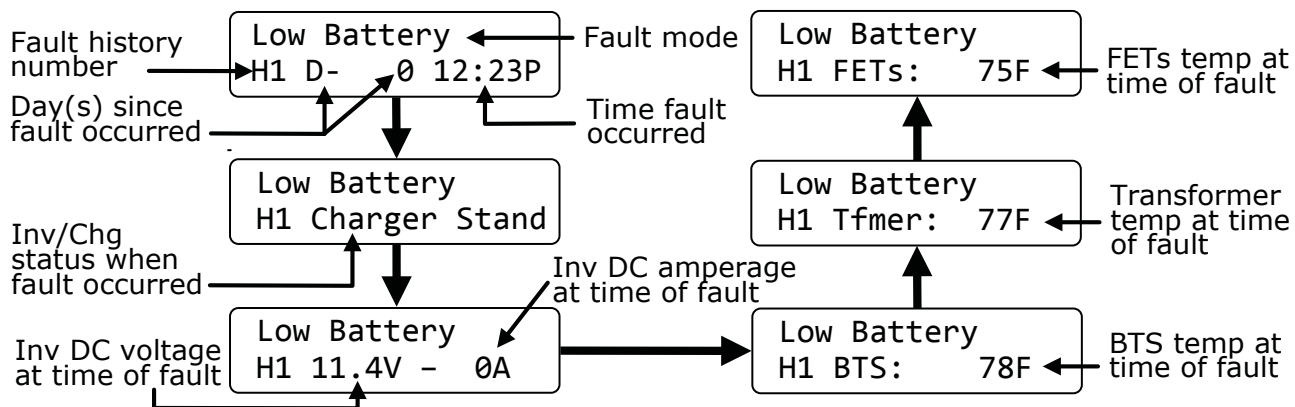 Fault history
number
Low Battery
H1 D-    0 12:23P
Fault mode
Day(s) since
fault occurred
Time fault
occurred
Low Battery
H1 Charger Stand
Inv/Chg
status when
fault occurred
Low Battery
H1 11.4V –   0A
Inv DC amperage
at time of fault
Inv DC voltage
at time of fault
Low Battery
H1 BTS:     78F
BTS temp at
time of fault
Low Battery
H1 Tfmer:   77F
Transformer
temp at time
of fault
Low Battery
H1 FETs:    75F
FETs temp at
time of fault